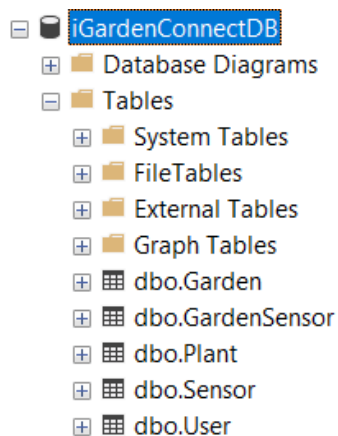 iGardenConnectDB
Database Diagrams
Tables
System Tables
FileTables
External Tables
Graph Tables
dbo.Garden
dbo.GardenSensor
dbo.Plant
dbo.Sensor
dbo.User